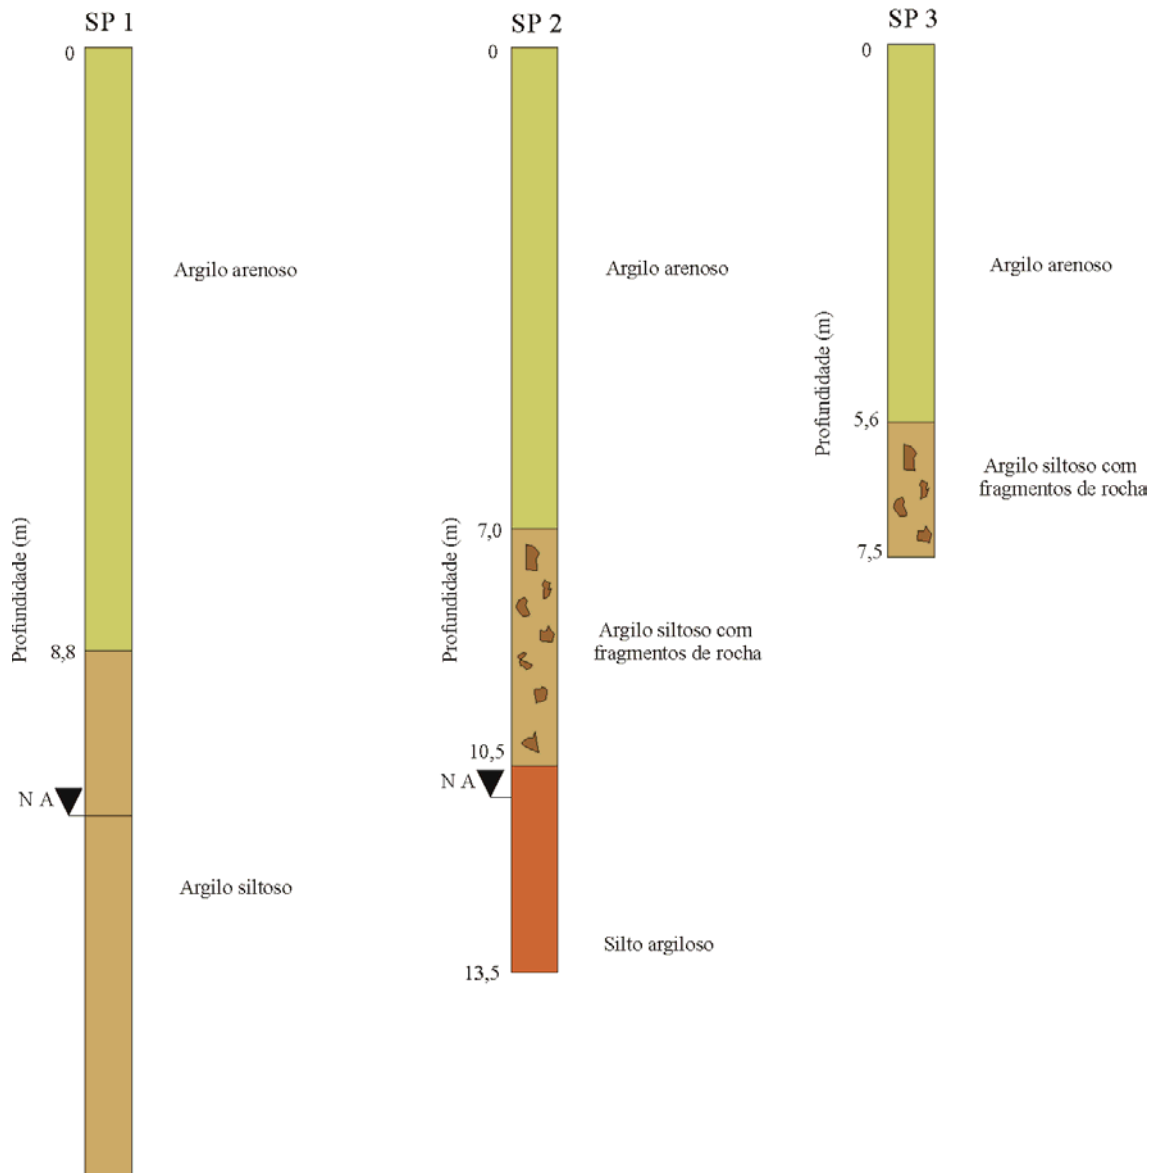 SP 1
0
Argilo arenoso
Profundidade (m)
8,8
N A
Argilo siltoso
SP 2
0
Argilo arenoso
Profundidade (m)
7,0
Argilo siltoso com
fragmentos de rocha
10,5
N A
Silto argiloso
13,5
SP 3
0
Argilo arenoso
Profundidade (m)
5,6
Argilo siltoso com
fragmentos de rocha
7,5